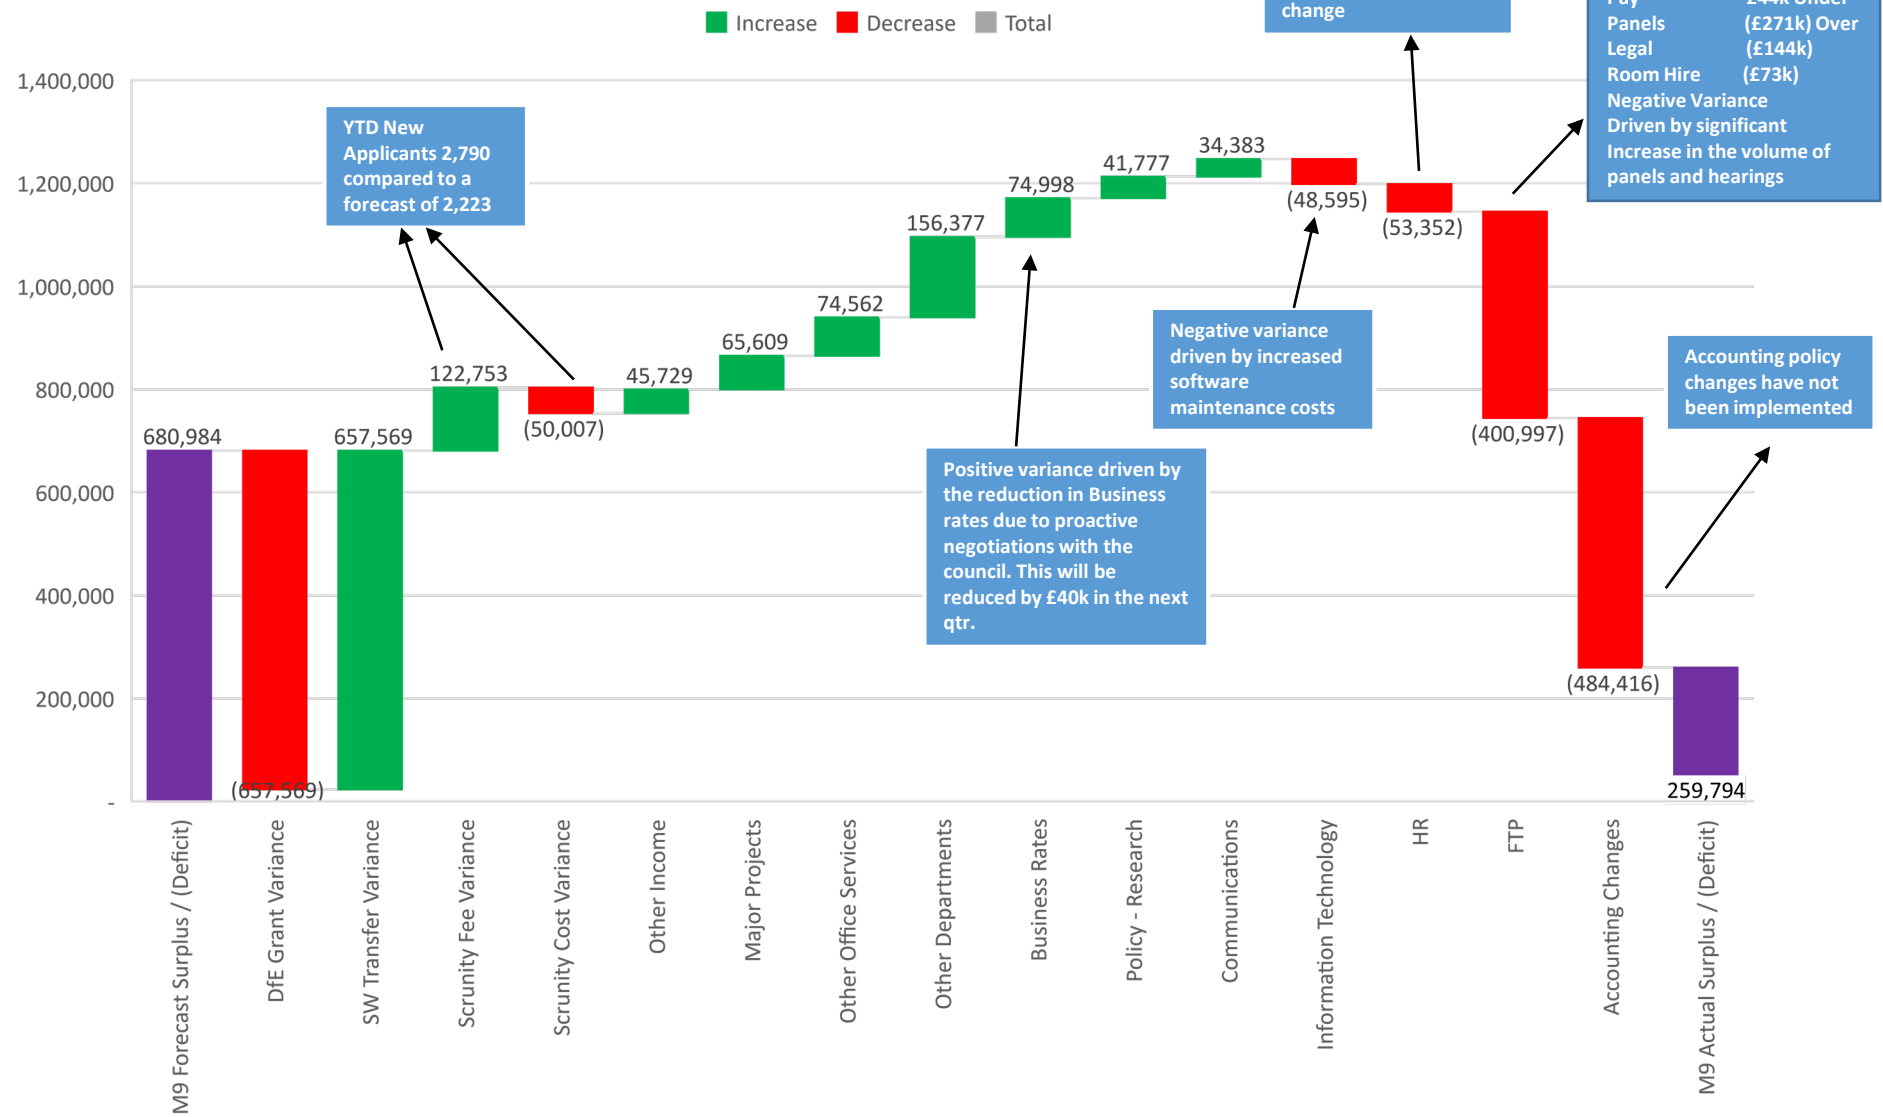 Increase
Decrease
Total
change
Pay £44k Under
Panels (£271k) Over
Legal (£144k)
Room Hire (£73k)
Negative Variance
Driven by significant
Increase in the volume of
panels and hearings
1,400,000
1,200,000
1,000,000
800,000
600,000
400,000
200,000
-
YTD New
Applicants 2,790
compared to a
forecast of 2,223
680,984
(657,569)
657,569
122,753
(50,007)
45,729
65,609
74,562
156,377
74,998
41,777
34,383
(48,595)
(53,352)
(400,997)
(484,416)
259,794
Negative variance
driven by increased
software
maintenance costs
Accounting policy
changes have not
been implemented
Positive variance driven by
the reduction in Business
rates due to proactive
negotiations with the
council. This will be
reduced by £40k in the next
qtr.
M9 Forecast Surplus / (Deficit)
DfE Grant Variance
SW Transfer Variance
Scrunity Fee Variance
Scrunity Cost Variance
Other Income
Major Projects
Other Office Services
Other Departments
Business Rates
Policy - Research
Communications
Information Technology
HR
FTP
Accounting Changes
M9 Actual Surplus / (Deficit)